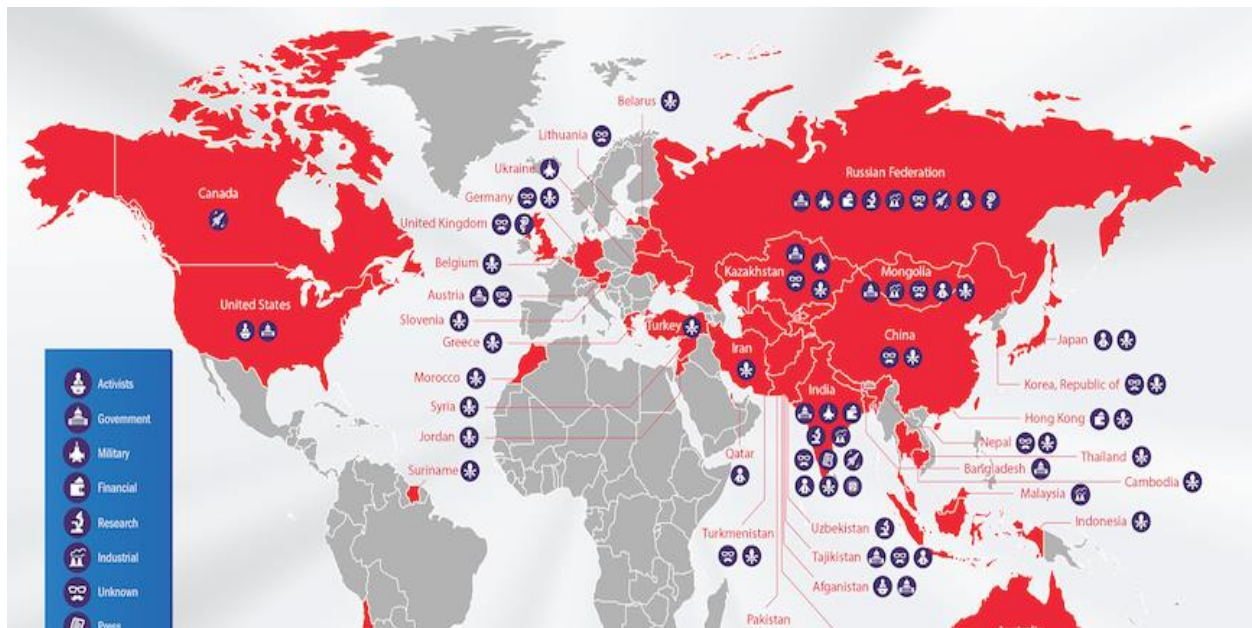 Belarus
Lithuania
Ukraine
Germany
United Kingdom
Belgium
Austria
Slovenia
Greece
Morocco
Syria
Jordan
Suriname
Canada
United States
Russian Federation
Kazakhstan
Mongolia
China
Turkey
Iran
India
Qatar
Japan
Korea, Republic of
Hong Kong
Nepal
Thailand
Bangladesh
Cambodia
Malaysia
Indonesia
Uzbekistan
Turkmenistan
Tajikistan
Afganistan
Pakistan
Activists
Government
Military
Financial
Research
Industrial
Unknown
Press